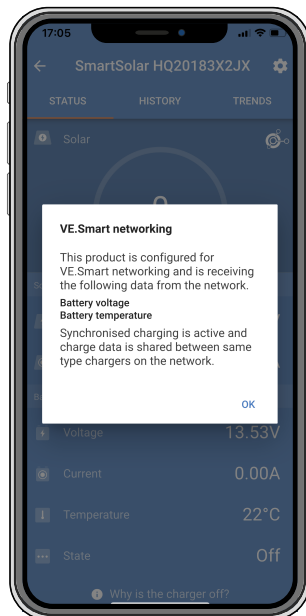 17:05
SmartSolar HQ20183X2JX
STATUS HISTORY TRENDS
Solar
VE.Smart networking
This product is configured for
VE.Smart networking and is receiving
the following data from the network.
Battery voltage
Battery temperature
Synchronised charging is active and
charge data is shared between same
type chargers on the network.
OK
Voltage 13.53V
Current 0.00A
Temperature 22°C
State Off
Why is the charger off?